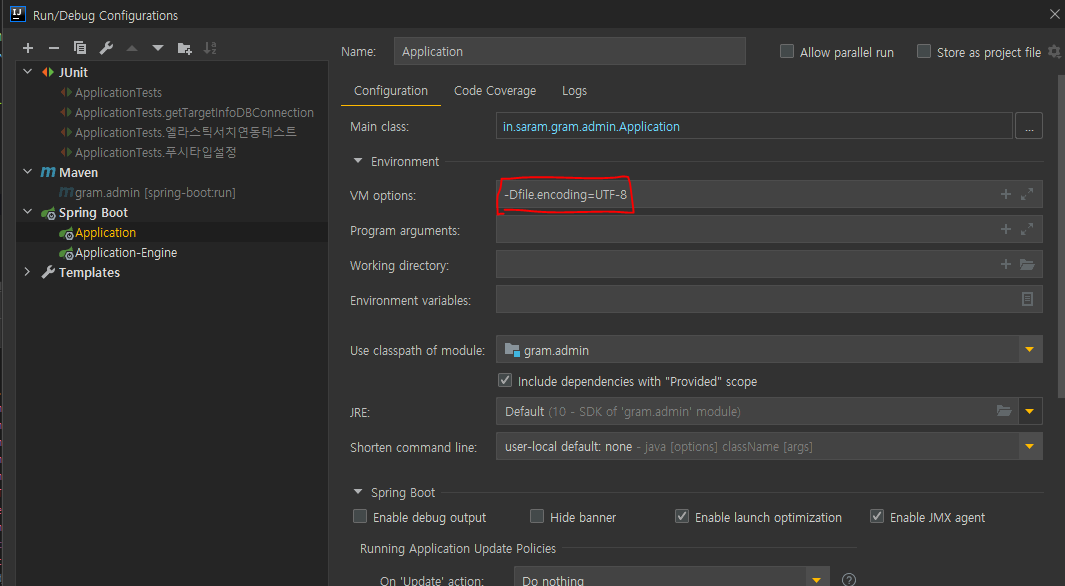 Run/Debug Configurations
JUnit
ApplicationTests
ApplicationTests.getTargetInfoDBConnection
ApplicationTests.엘라스틱서치연동테스트
ApplicationTests.푸시타입설정
Maven
gram.admin [spring-boot:run]
Spring Boot
Application
Application-Engine
Templates
Name: Application Allow parallel run Store as project file
Configuration Code Coverage Logs
Main class: in.saram.gram.admin.Application ...
Environment
VM options: -Dfile.encoding=UTF-8
Program arguments:
Working directory:
Environment variables:
Use classpath of module: gram.admin
Include dependencies with "Provided" scope
JRE: Default (10 - SDK of 'gram.admin' module)
Shorten command line: user-local default: none - java [options] className [args]
Spring Boot
Enable debug output Hide banner Enable launch optimization Enable JMX agent
Running Application Update Policies
On 'Update' action: Do nothing ?